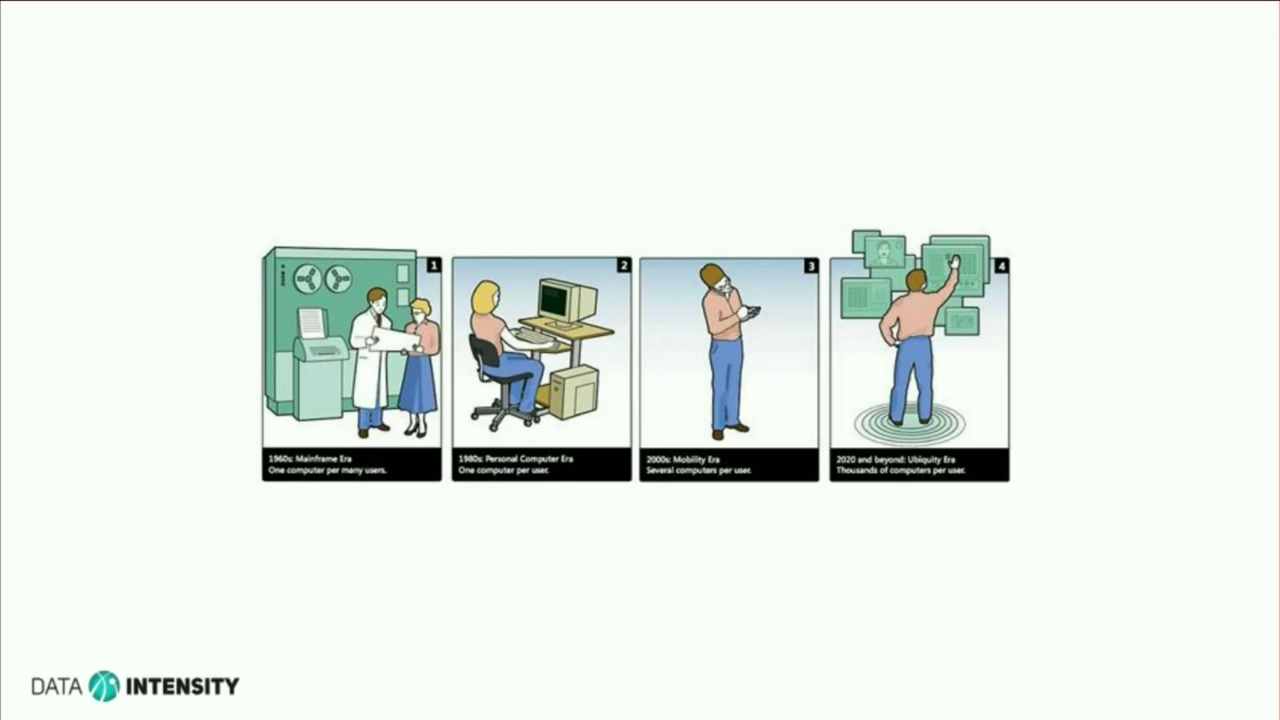 1
1960s: Mainframe Era
One computer per many users.
2
1980s: Personal Computer Era
One computer per user.
3
2000s: Mobility Era
Several computers per user.
4
2020 and beyond: Ubiquity Era
Thousands of computers per user.
DATA INTENSITY